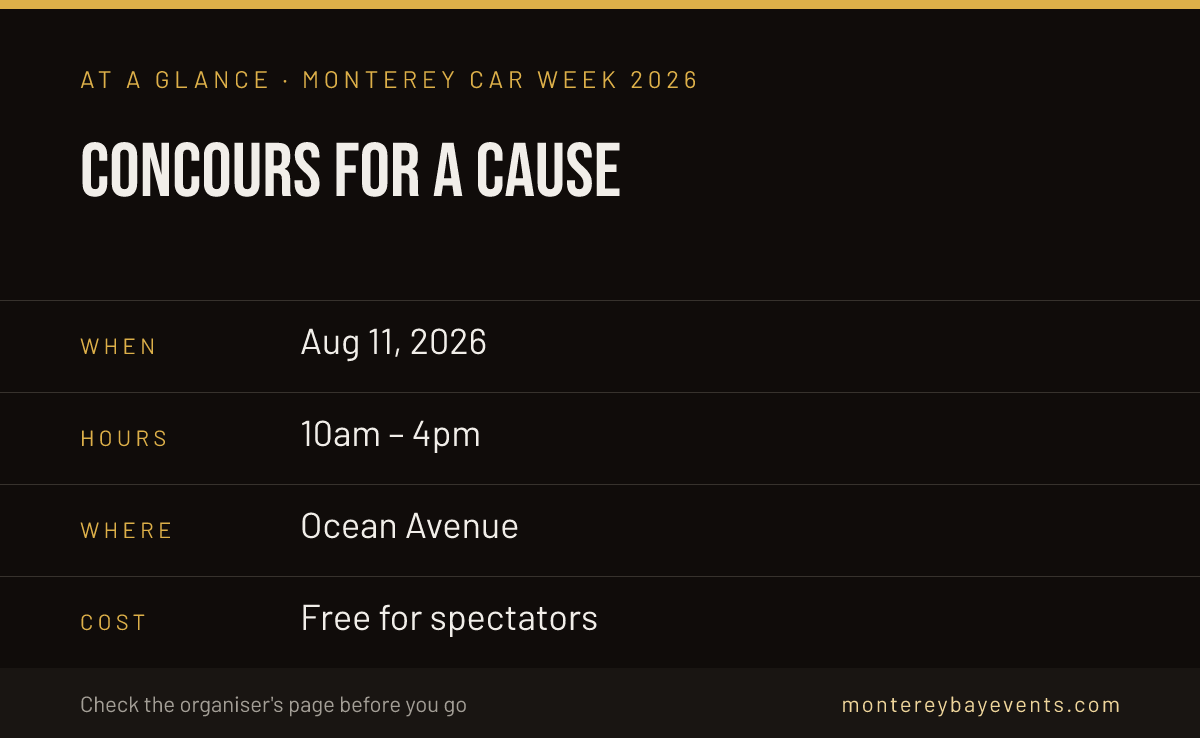 AT A GLANCE · MONTEREY CAR WEEK 2026
CONCOURS FOR A CAUSE
WHEN Aug 11, 2026
HOURS 10am – 4pm
WHERE Ocean Avenue
COST Free for spectators
Check the organiser's page before you go montereybayevents.com